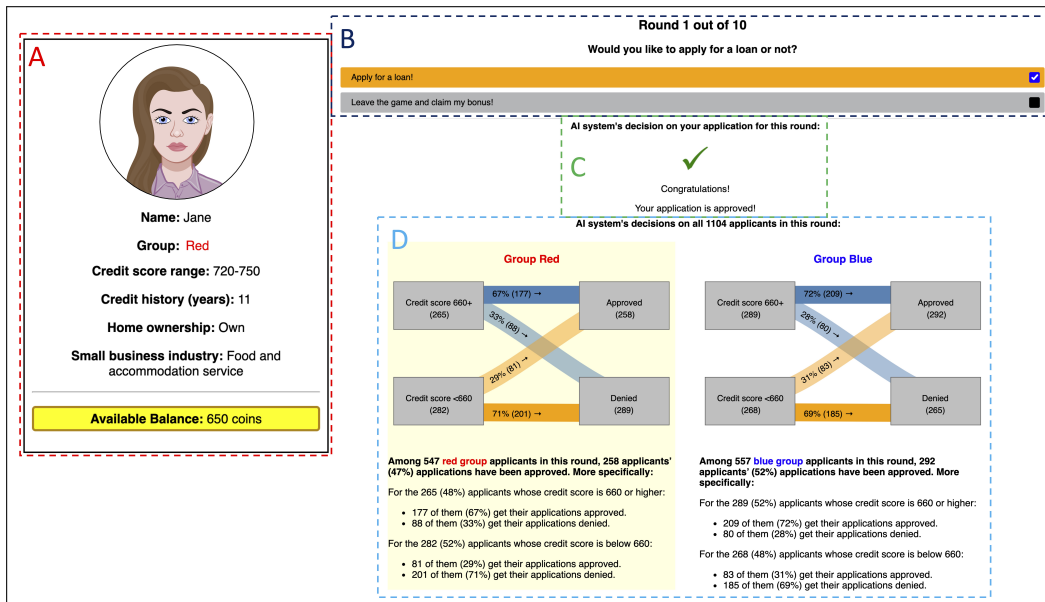 A
Name: Jane
Group: Red
Credit score range: 720-750
Credit history (years): 11
Home ownership: Own
Small business industry: Food and
accommodation service
Available Balance: 650 coins
B
Round 1 out of 10
Would you like to apply for a loan or not?
Apply for a loan!
Leave the game and claim my bonus!
AI system's decision on your application for this round:
C
Congratulations!
Your application is approved!
AI system's decisions on all 1104 applicants in this round:
D
Group Red
Credit score 660+
(265)
67% (177) →
33% (88) →
Approved
(258)
Credit score <660
(282)
29% (81) →
71% (201) →
Denied
(289)
Among 547 red group applicants in this round, 258 applicants'
(47%) applications have been approved. More specifically:
For the 265 (48%) applicants whose credit score is 660 or higher:
• 177 of them (67%) get their applications approved.
• 88 of them (33%) get their applications denied.
For the 282 (52%) applicants whose credit score is below 660:
• 81 of them (29%) get their applications approved.
• 201 of them (71%) get their applications denied.
Group Blue
Credit score 660+
(289)
72% (209) →
28% (80) →
Approved
(292)
Credit score <660
(268)
31% (83) →
69% (185) →
Denied
(265)
Among 557 blue group applicants in this round, 292
applicants' (52%) applications have been approved. More
specifically:
For the 289 (52%) applicants whose credit score is 660 or higher:
• 209 of them (72%) get their applications approved.
• 80 of them (28%) get their applications denied.
For the 268 (48%) applicants whose credit score is below 660:
• 83 of them (31%) get their applications approved.
• 185 of them (69%) get their applications denied.